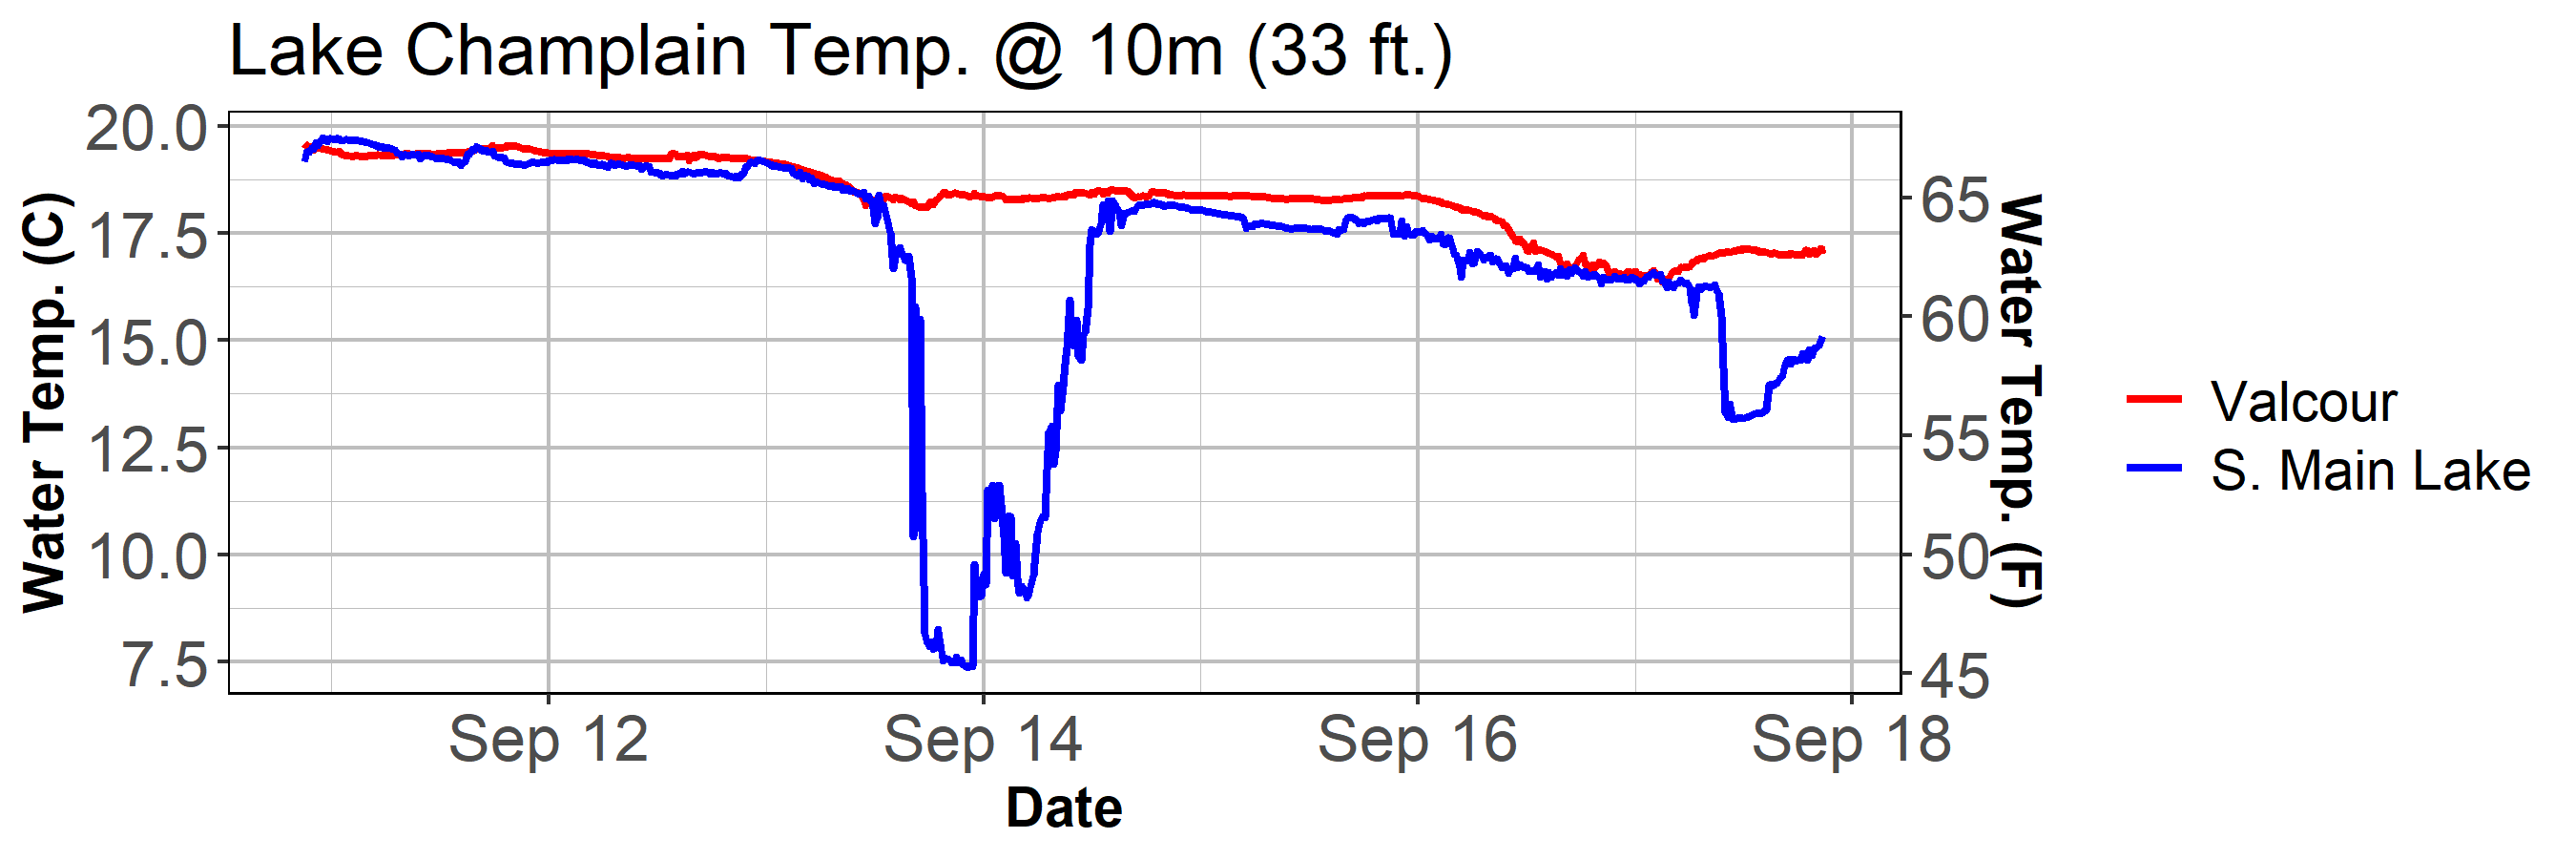 Lake Champlain Temp. @ 10m (33 ft.)
Water Temp. (C)
20.0
17.5
15.0
12.5
10.0
7.5
65
60
55
50
45
Water Temp. (F)
Sep 12 Sep 14 Sep 16 Sep 18
Date
Valcour
S. Main Lake